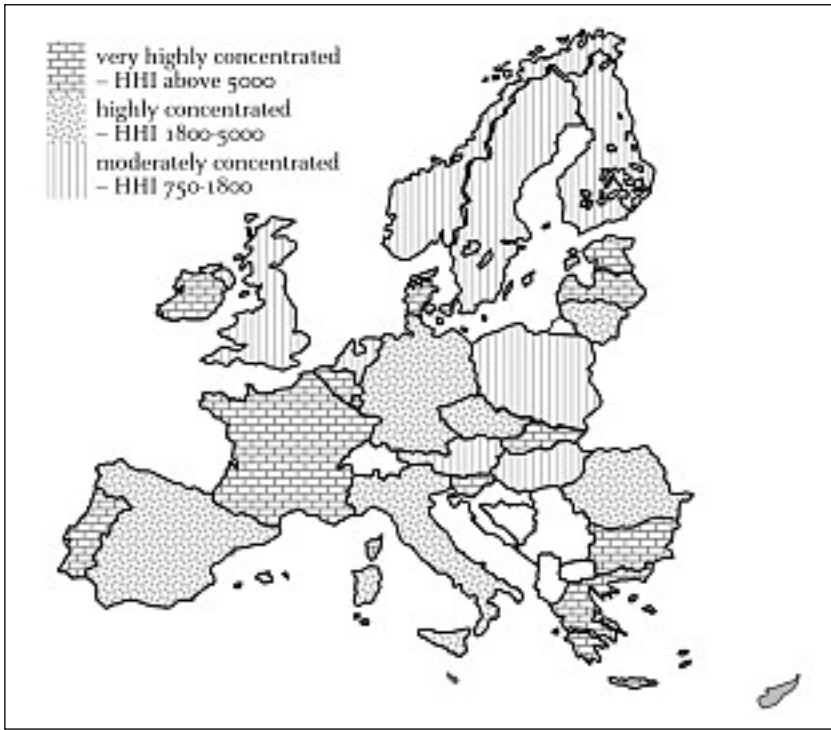 very highly concentrated
– HHI above 5000
highly concentrated
– HHI 1800-5000
moderately concentrated
– HHI 750-1800